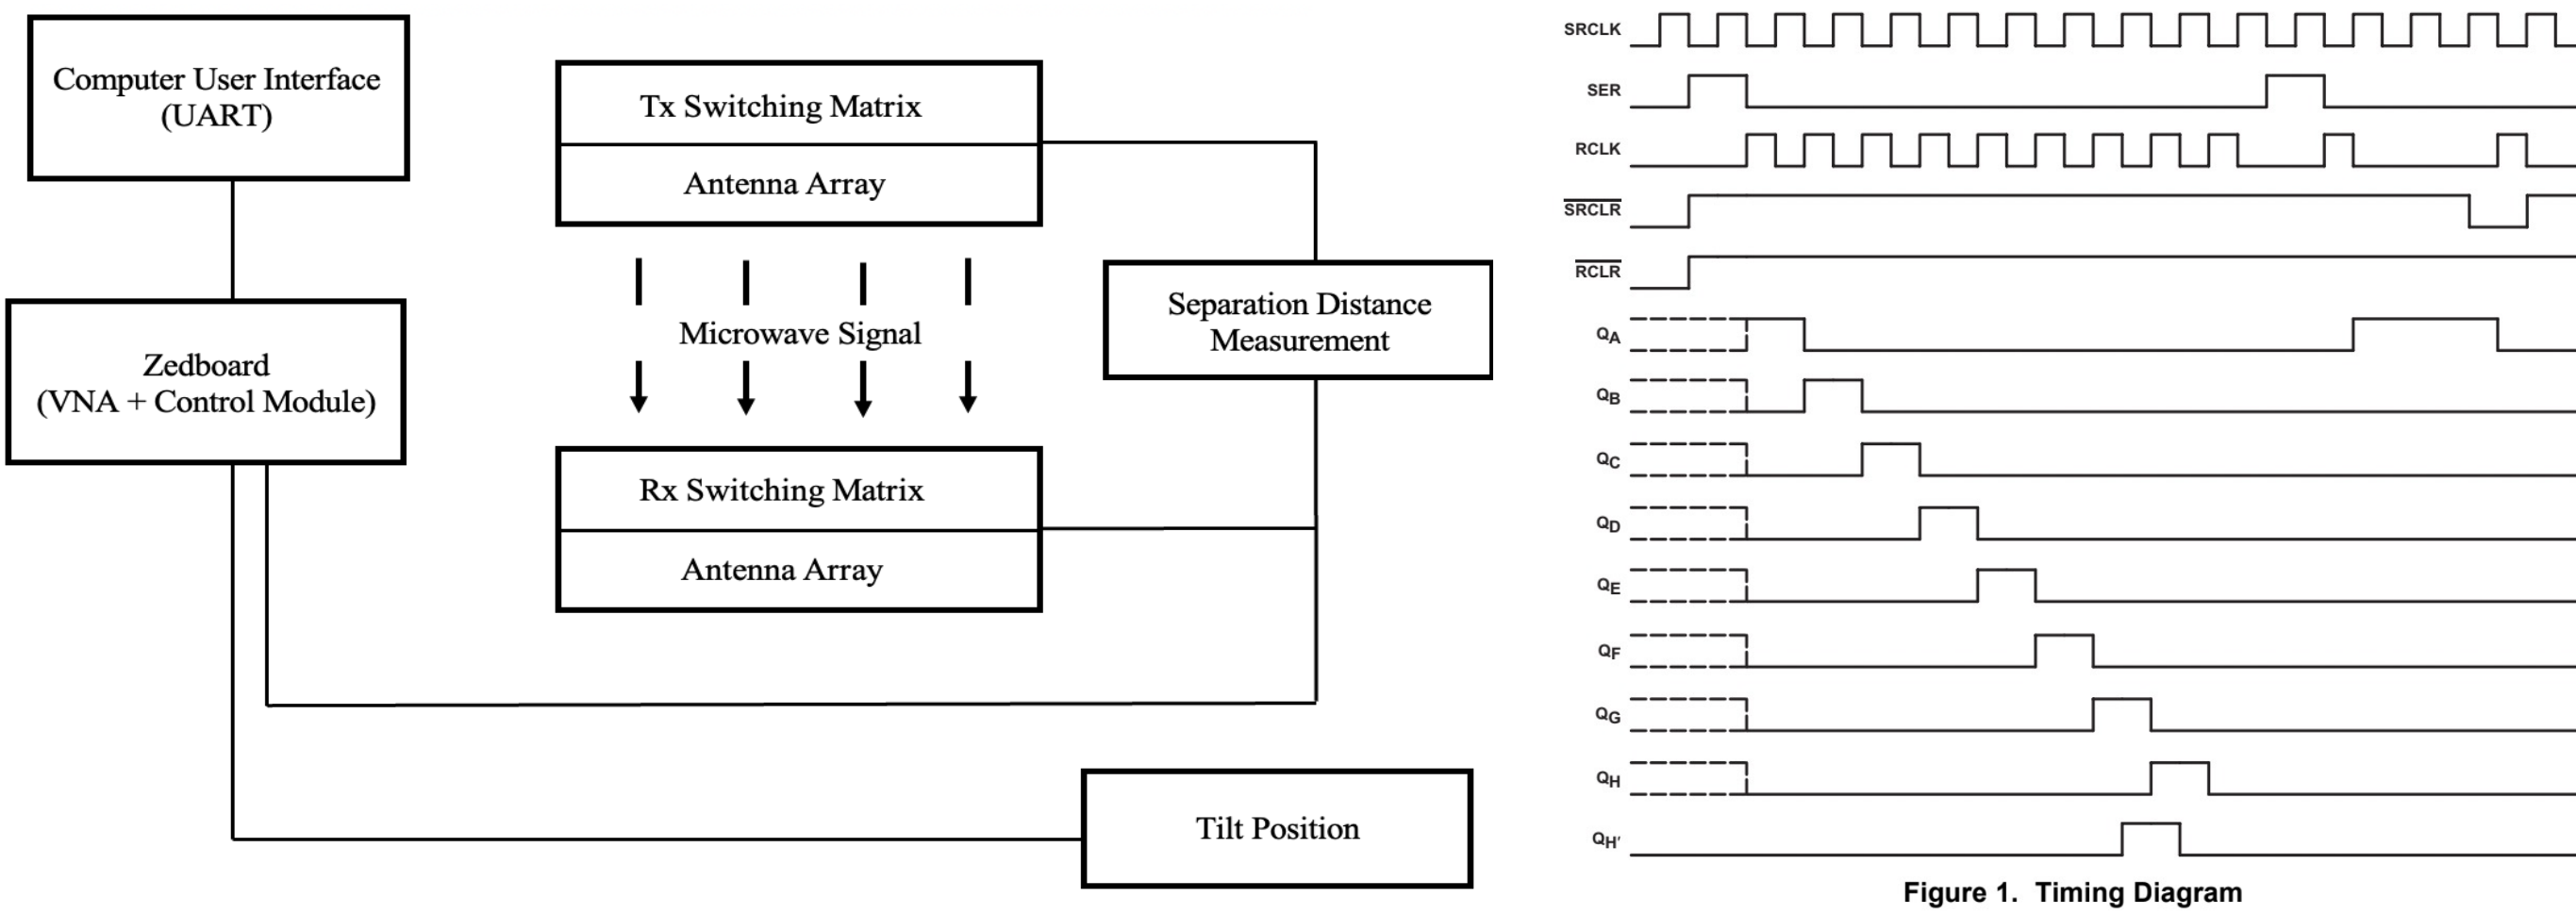 Computer User Interface
(UART)
Zedboard
(VNA + Control Module)
Tx Switching Matrix
Antenna Array
Microwave Signal
Rx Switching Matrix
Antenna Array
Separation Distance
Measurement
Tilt Position
SRCLK
SER
RCLK
SRCLR
RCLR
QA
QB
QC
QD
QE
QF
QG
QH
QH′
Figure 1. Timing Diagram